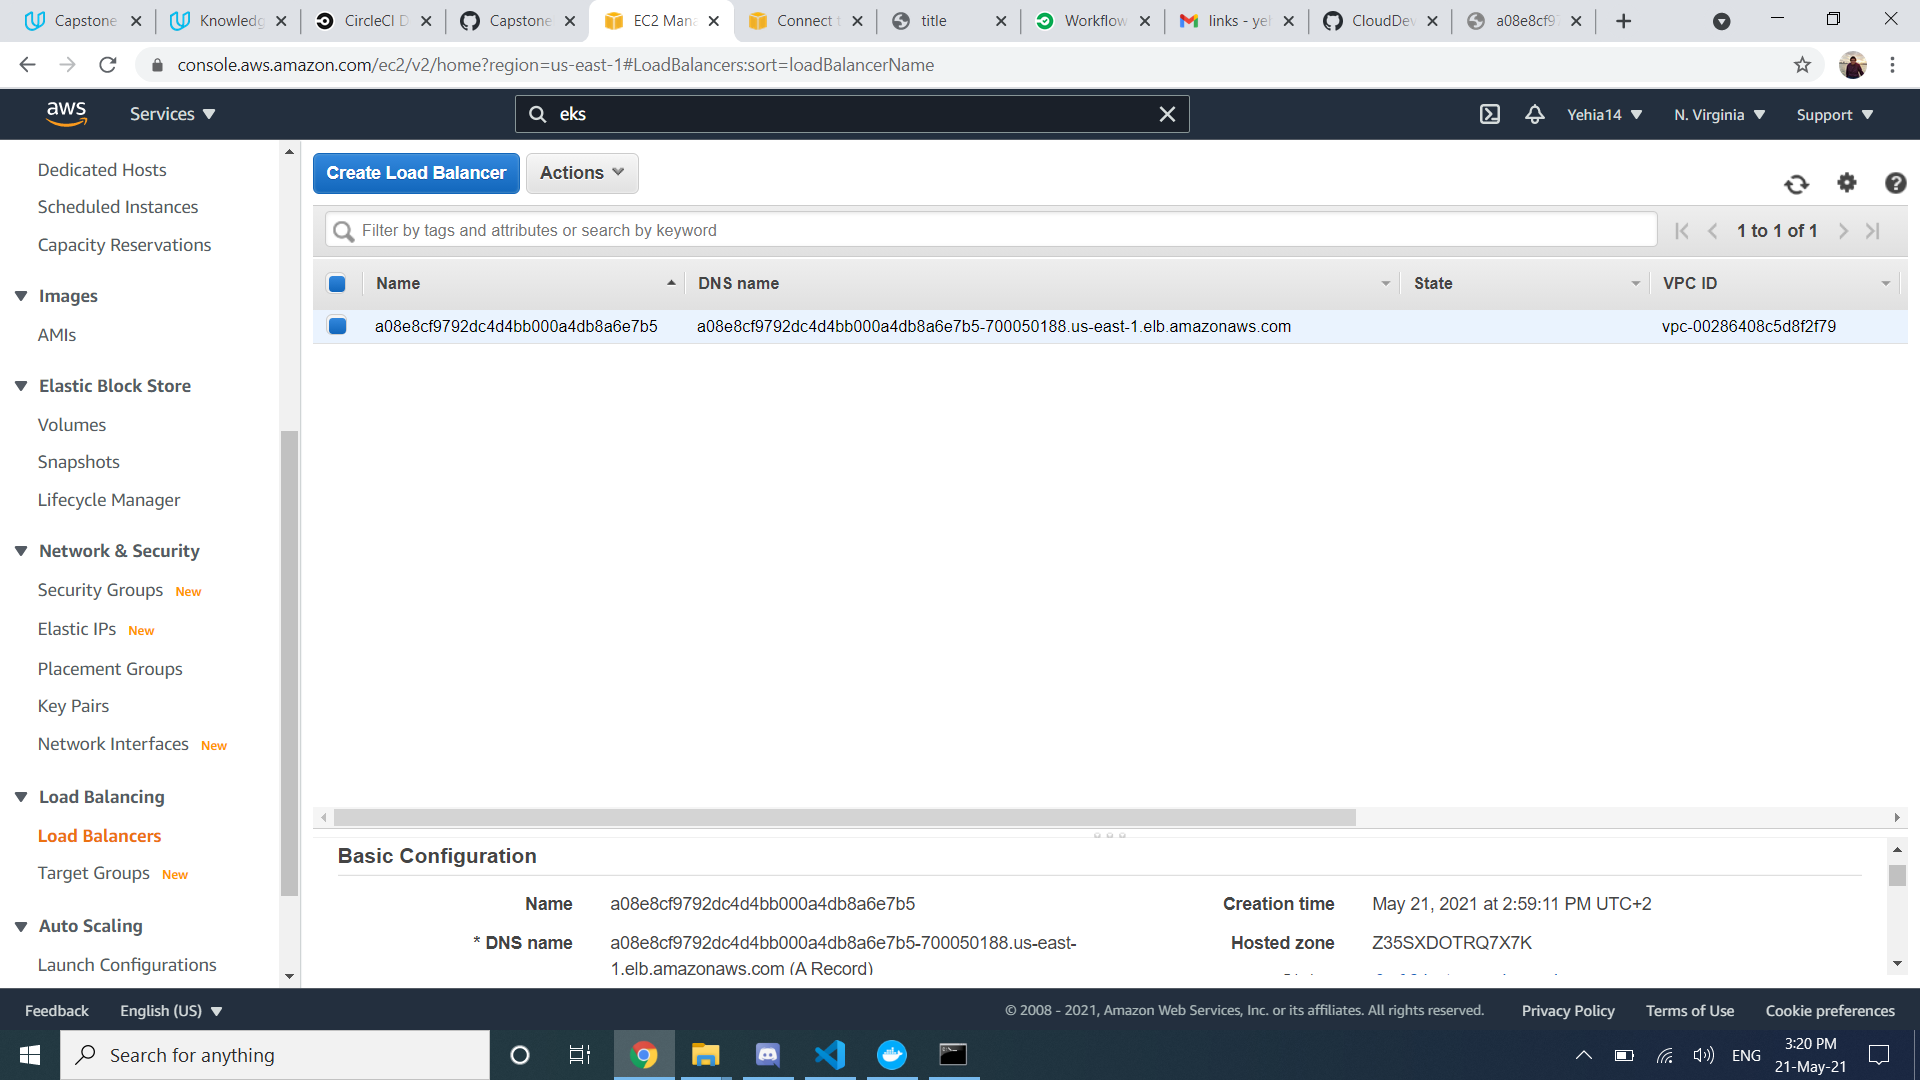 Capstone
Knowledg
CircleCI D
Capstone
EC2 Mana
Connect t
title
Workflow
links - yeh
CloudDev
a08e8cf97
console.aws.amazon.com/ec2/v2/home?region=us-east-1#LoadBalancers:sort=loadBalancerName
aws
Services
eks
Yehia14
N. Virginia
Support
Dedicated Hosts
Scheduled Instances
Capacity Reservations
Images
AMIs
Elastic Block Store
Volumes
Snapshots
Lifecycle Manager
Network & Security
Security Groups New
Elastic IPs New
Placement Groups
Key Pairs
Network Interfaces New
Load Balancing
Load Balancers
Target Groups New
Auto Scaling
Launch Configurations
Create Load Balancer
Actions
Filter by tags and attributes or search by keyword
1 to 1 of 1
Name DNS name State VPC ID
a08e8cf9792dc4d4bb000a4db8a6e7b5 a08e8cf9792dc4d4bb000a4db8a6e7b5-700050188.us-east-1.elb.amazonaws.com vpc-00286408c5d8f2f79
Basic Configuration
Name a08e8cf9792dc4d4bb000a4db8a6e7b5
* DNS name a08e8cf9792dc4d4bb000a4db8a6e7b5-700050188.us-east-
1.elb.amazonaws.com (A Record)
Creation time May 21, 2021 at 2:59:11 PM UTC+2
Hosted zone Z35SXDOTRQ7X7K
Feedback
English (US)
© 2008 - 2021, Amazon Web Services, Inc. or its affiliates. All rights reserved.
Privacy Policy
Terms of Use
Cookie preferences
Search for anything
ENG
3:20 PM
21-May-21